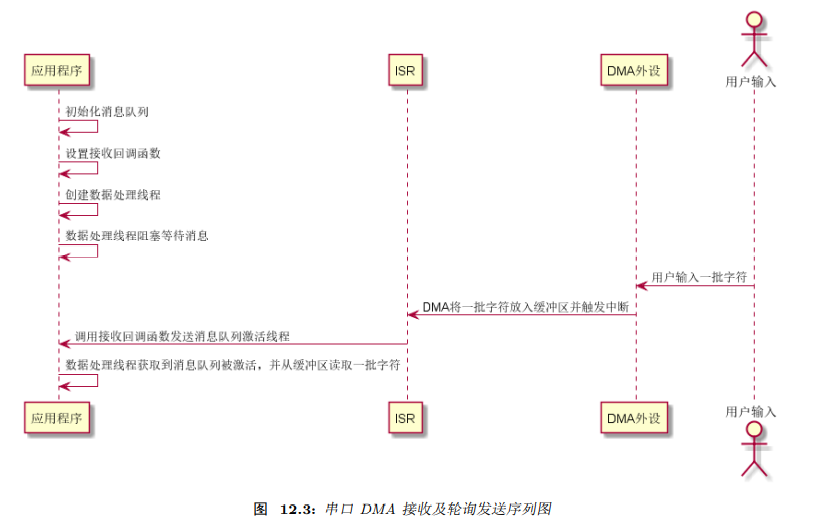 用户输入
应用程序
ISR
DMA外设
初始化消息队列
设置接收回调函数
创建数据处理线程
数据处理线程阻塞等待消息
用户输入一批字符
DMA将一批字符放入缓冲区并触发中断
调用接收回调函数发送消息队列激活线程
数据处理线程获取到消息队列被激活，并从缓冲区读取一批字符
应用程序
ISR
DMA外设
用户输入
图 12.3: 串口 DMA 接收及轮询发送序列图